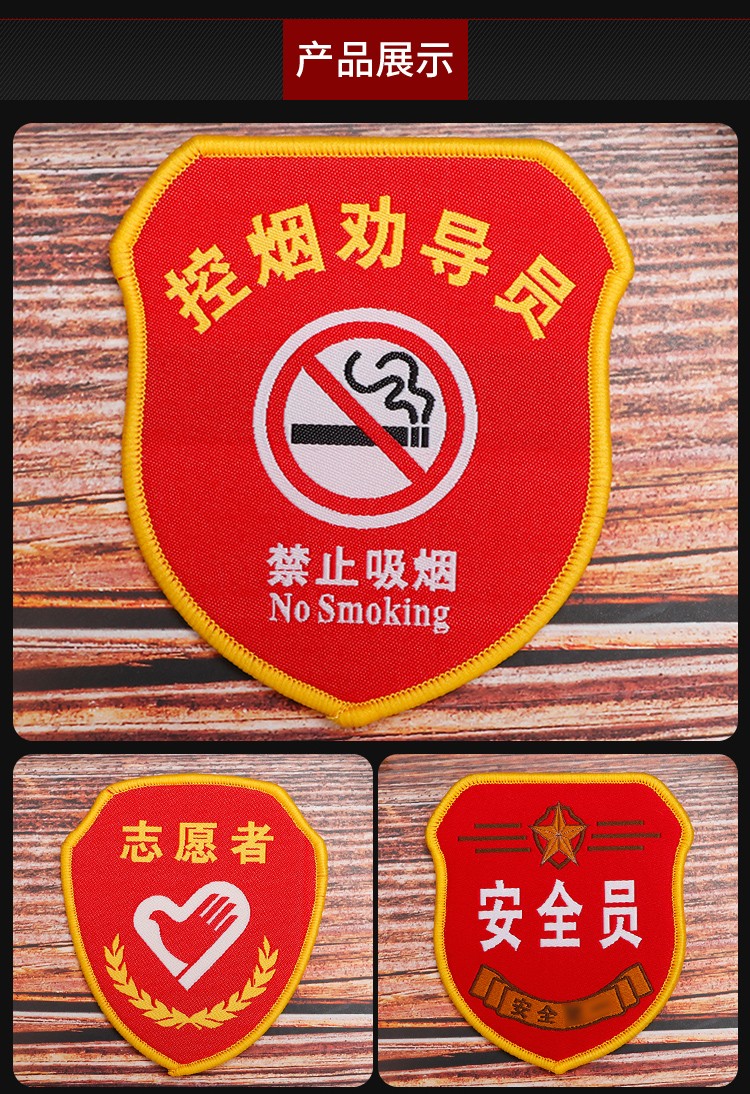 产品展示
控烟劝导员
禁止吸烟
No Smoking
志愿者
安全员
安全